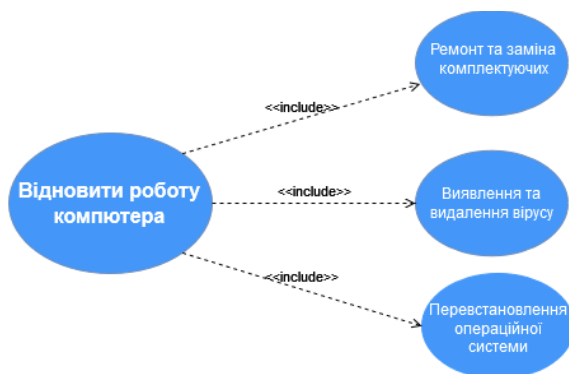 Ремонт та заміна
комплектуючих
<<include>>
Відновити роботу
компютера
<<include>>
Виявлення та
видалення вірусу
<<include>>
Перевстановлення
операційної
системи